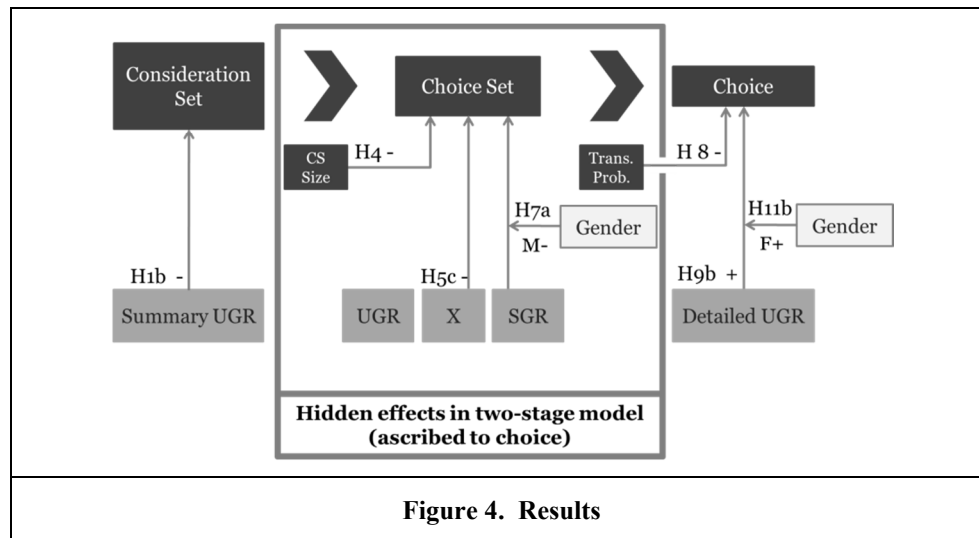 Consideration
Set
Choice Set
Choice
CS
Size
H4 -
Trans.
Prob.
H 8 -
H7a
M-
Gender
H11b
F+
Gender
H1b -
H5c -
H9b +
Summary UGR
UGR
X
SGR
Detailed UGR
Hidden effects in two-stage model
(ascribed to choice)
Figure 4. Results